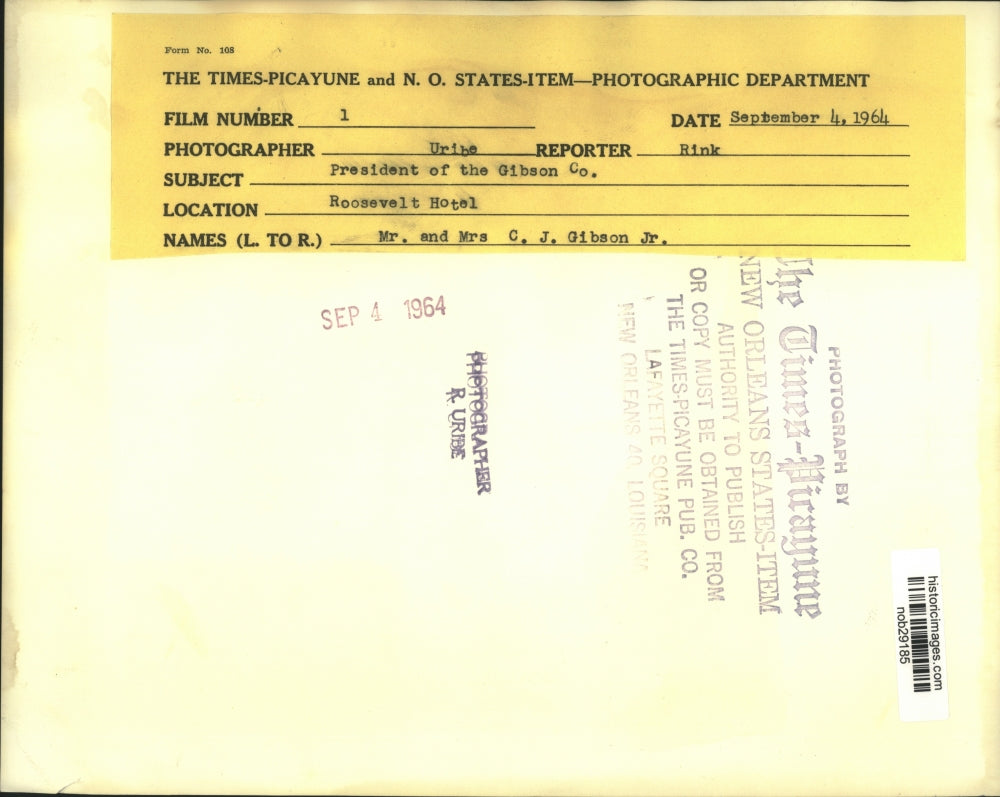 Form No. 108
THE TIMES-PICAYUNE and N. O. STATES-ITEM—PHOTOGRAPHIC DEPARTMENT
FILM NUMBER 1 DATE September 4, 1964
PHOTOGRAPHER Uribe REPORTER Rink
SUBJECT President of the Gibson Co.
LOCATION Roosevelt Hotel
NAMES (L. TO R.) Mr. and Mrs C. J. Gibson Jr.
SEP 4 1964
PHOTOGRAPHER
R. URIBE
PHOTOGRAPH BY
The Times-Picayune
NEW ORLEANS STATES-ITEM
AUTHORITY TO PUBLISH
OR COPY MUST BE OBTAINED FROM
THE TIMES-PICAYUNE PUB. CO.
LAFAYETTE SQUARE
NEW ORLEANS 40, LOUISIANA
historicimages.com
nob29185